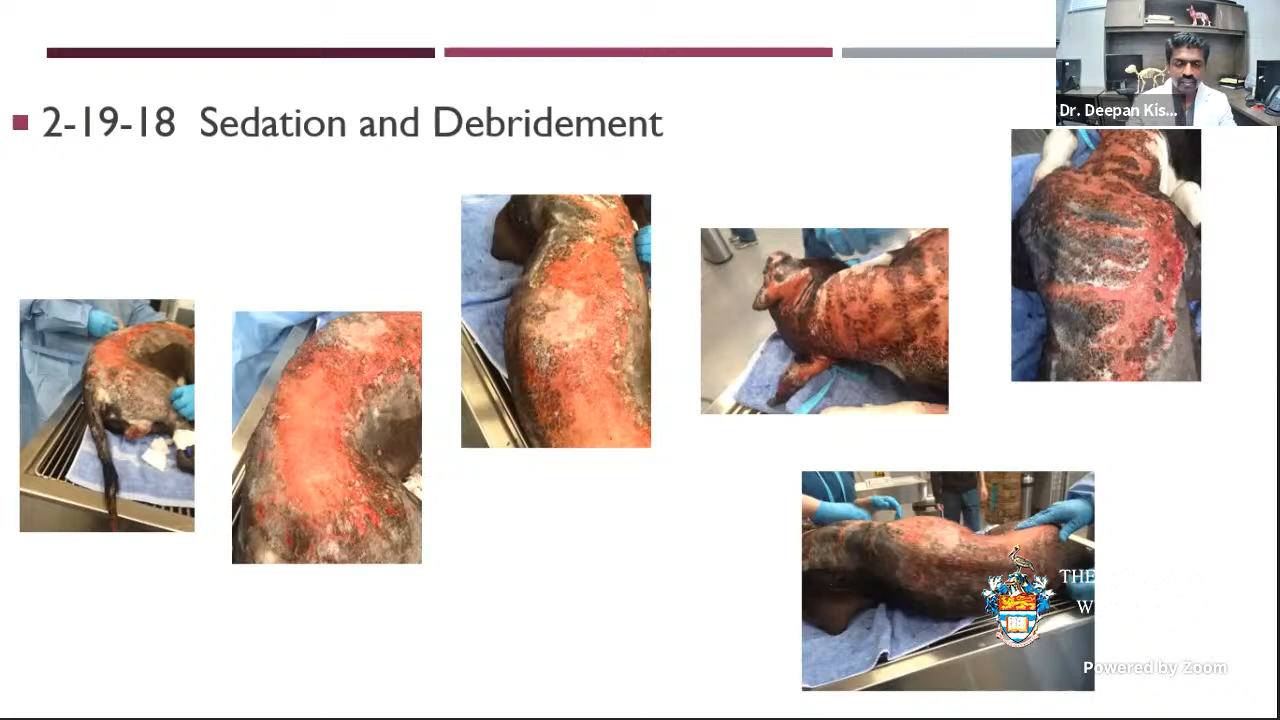 2-19-18 Sedation and Debridement
Dr. Deepan Kis...
THE
W
Powered by Zoom